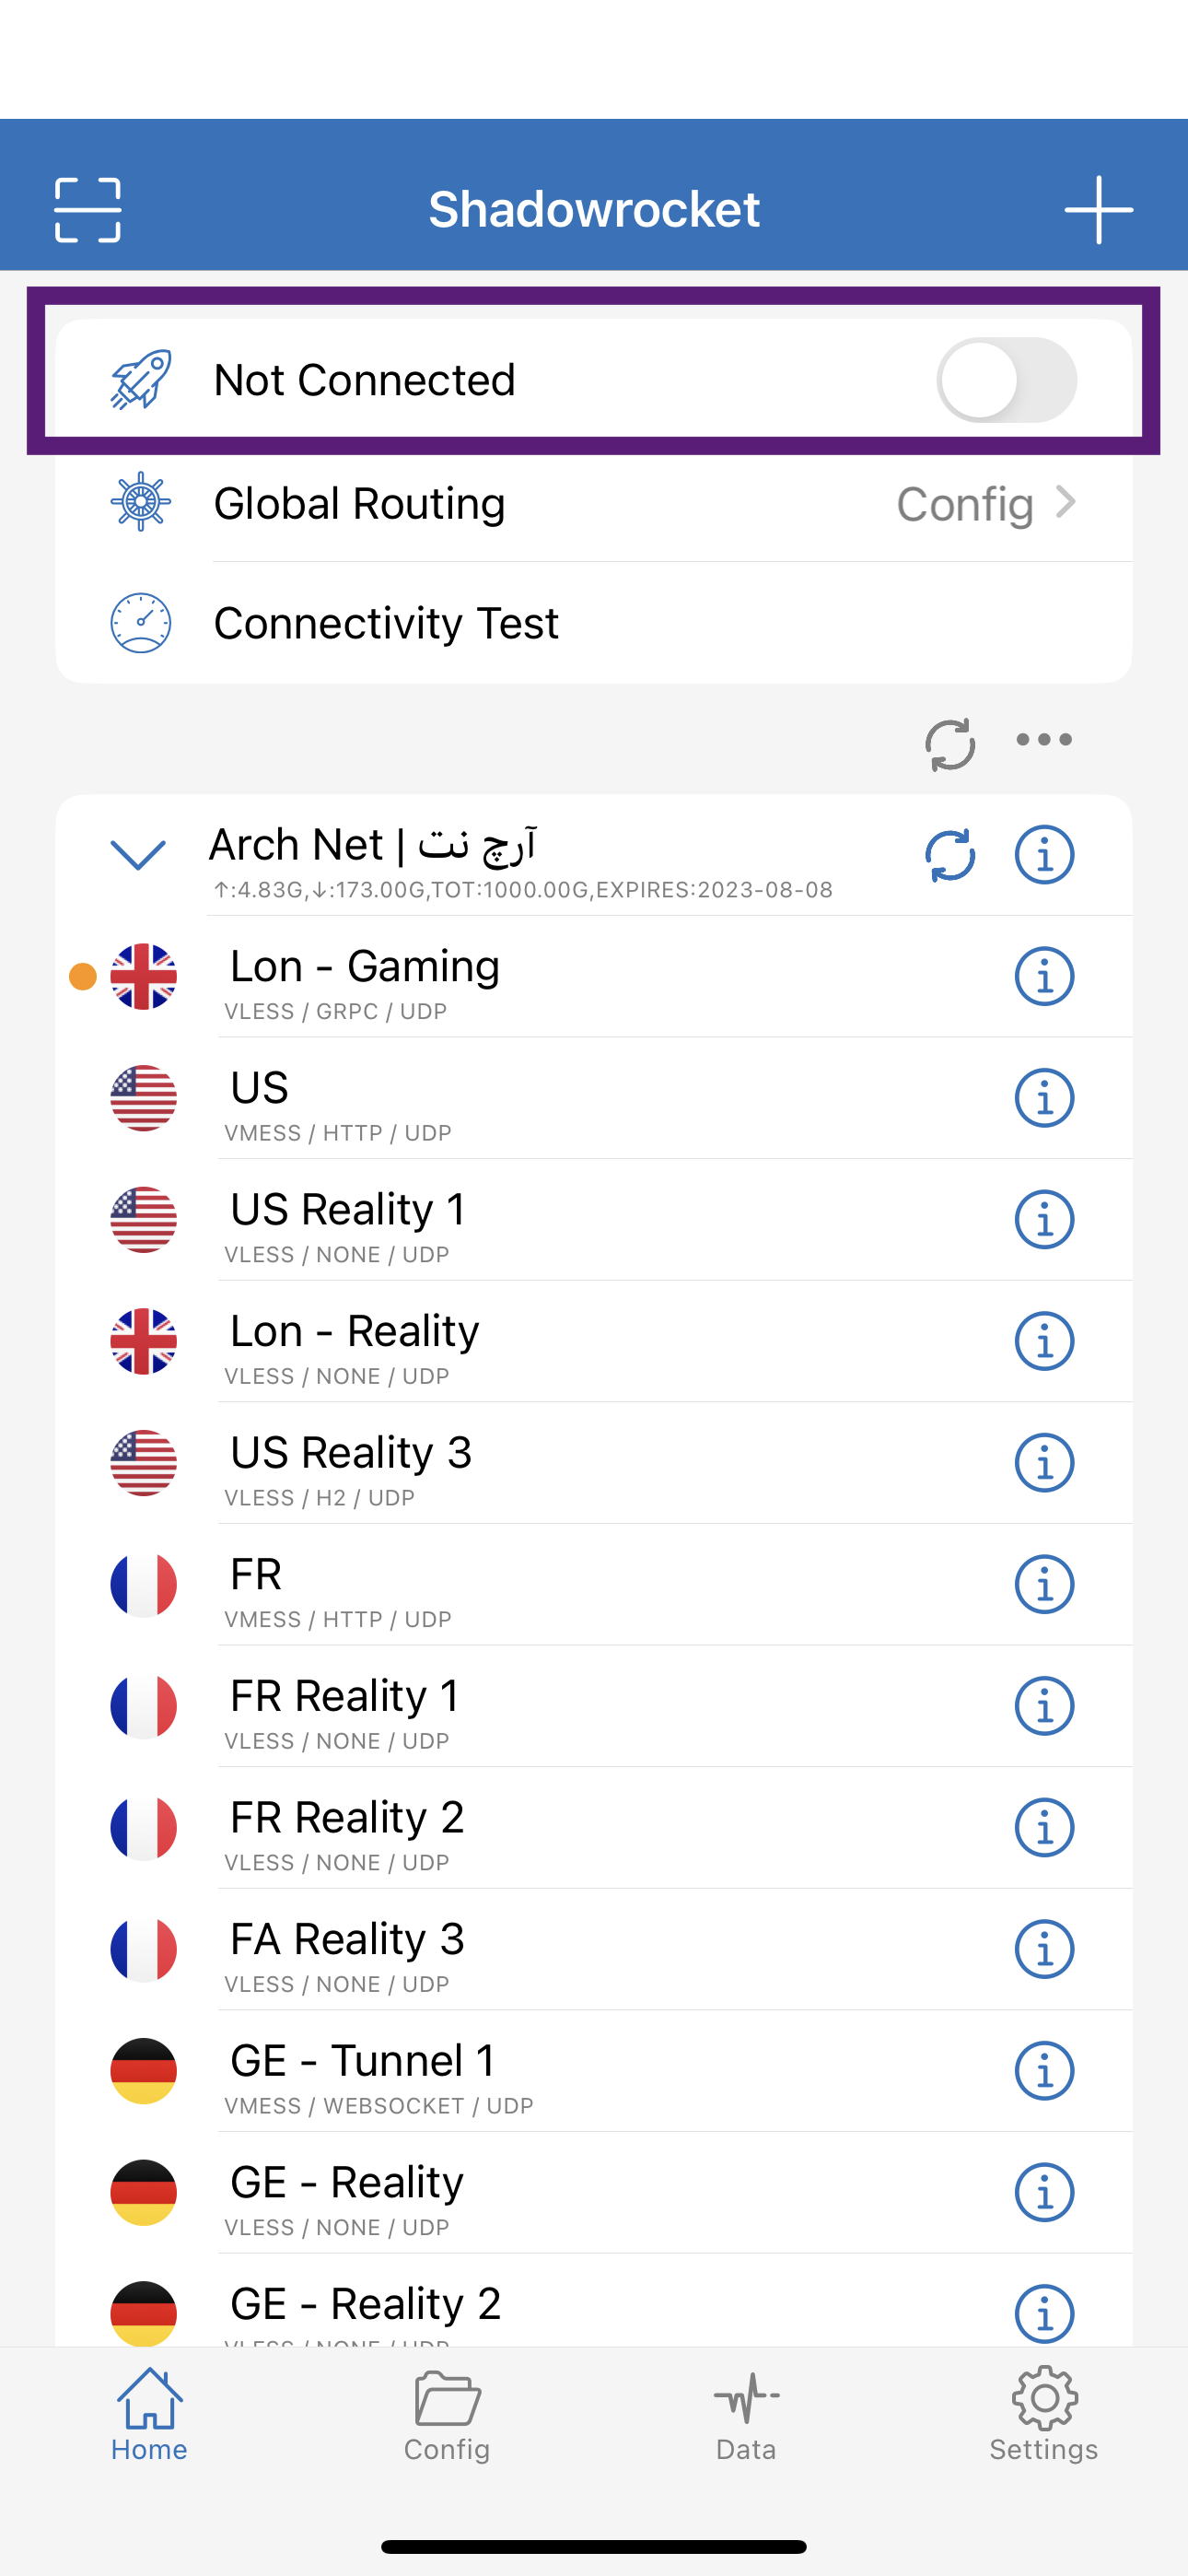 Shadowrocket
Not Connected
Global Routing
Config
Connectivity Test
Arch Net | آرچ نت
↑:4.83G,↓:173.00G,TOT:1000.00G,EXPIRES:2023-08-08
Lon - Gaming
VLESS / GRPC / UDP
US
VMESS / HTTP / UDP
US Reality 1
VLESS / NONE / UDP
Lon - Reality
VLESS / NONE / UDP
US Reality 3
VLESS / H2 / UDP
FR
VMESS / HTTP / UDP
FR Reality 1
VLESS / NONE / UDP
FR Reality 2
VLESS / NONE / UDP
FA Reality 3
VLESS / NONE / UDP
GE - Tunnel 1
VMESS / WEBSOCKET / UDP
GE - Reality
VLESS / NONE / UDP
GE - Reality 2
VLESS / NONE / UDP
Home
Config
Data
Settings